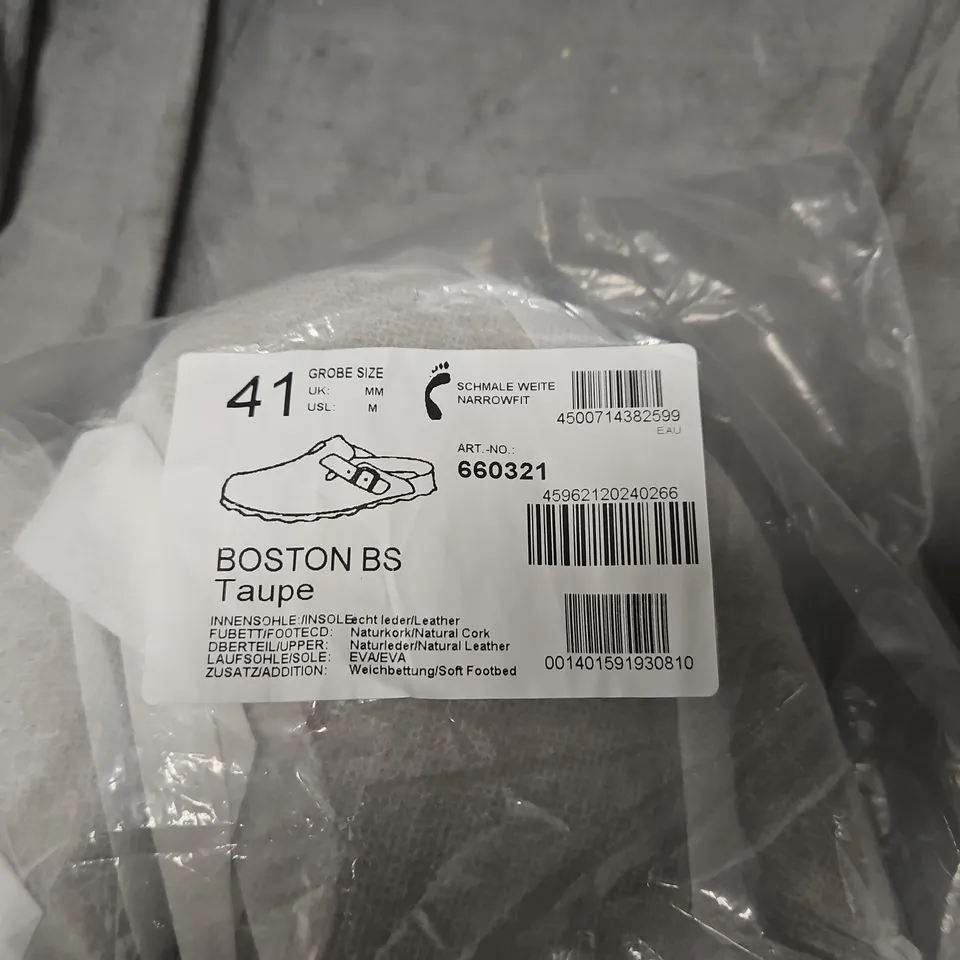 41
GROBE SIZE
UK: MM
USL: M
SCHMALE WEITE
NARROWFIT
4500714382599
EAU
ART.-NO.:
660321
45962120240266
BOSTON BS
Taupe
INNENSOHLE:/INSOLE echt leder/Leather
FUBETT/FOOTECD: Naturkork/Natural Cork
DBERTEIL/UPPER: Naturleder/Natural Leather
LAUFSOHLE/SOLE: EVA/EVA
ZUSATZ/ADDITION: Weichbettung/Soft Footbed
001401591930810